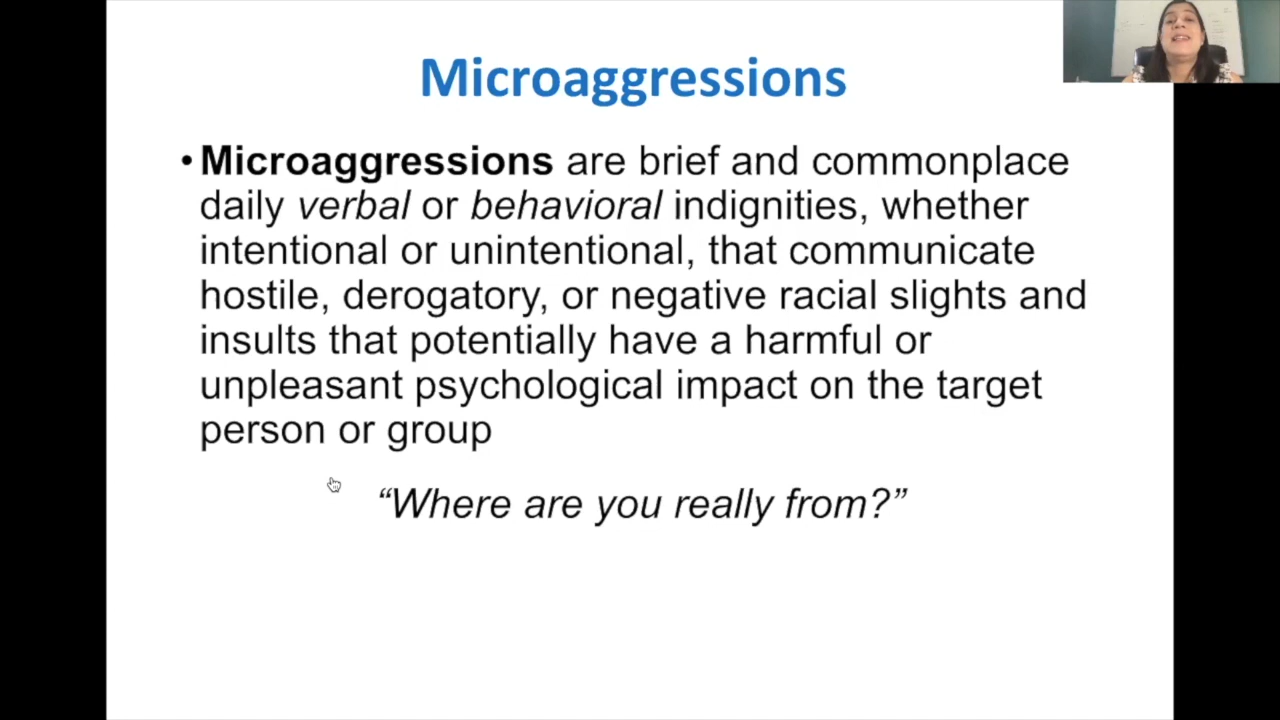 Microaggressions
• Microaggressions are brief and commonplace
daily verbal or behavioral indignities, whether
intentional or unintentional, that communicate
hostile, derogatory, or negative racial slights and
insults that potentially have a harmful or
unpleasant psychological impact on the target
person or group
“Where are you really from?”